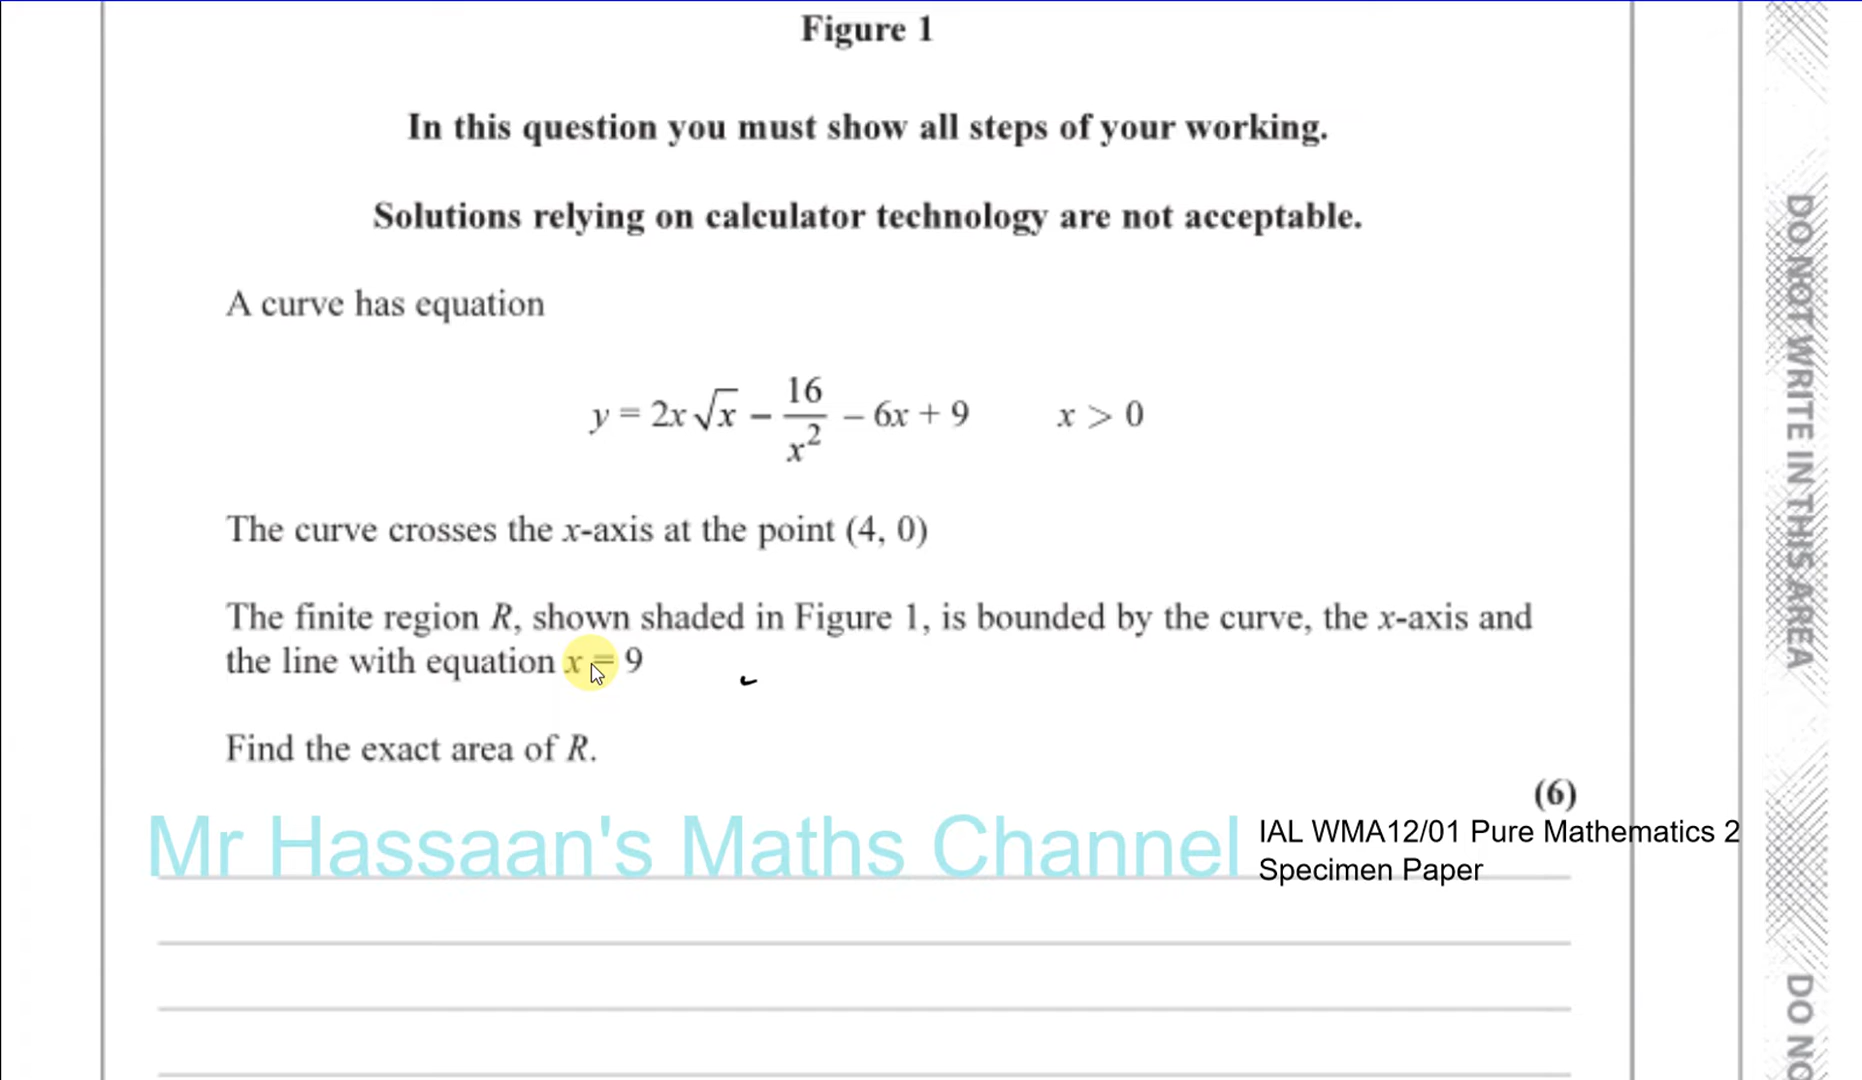 Figure 1
In this question you must show all steps of your working.
Solutions relying on calculator technology are not acceptable.
A curve has equation
y = 2x√x − 16/x² − 6x + 9 x > 0
The curve crosses the x-axis at the point (4, 0)
The finite region R, shown shaded in Figure 1, is bounded by the curve, the x-axis and
the line with equation x = 9
Find the exact area of R.
(6)
Mr Hassaan's Maths Channel
IAL WMA12/01 Pure Mathematics 2
Specimen Paper
DO NOT WRITE IN THIS AREA
DO NO